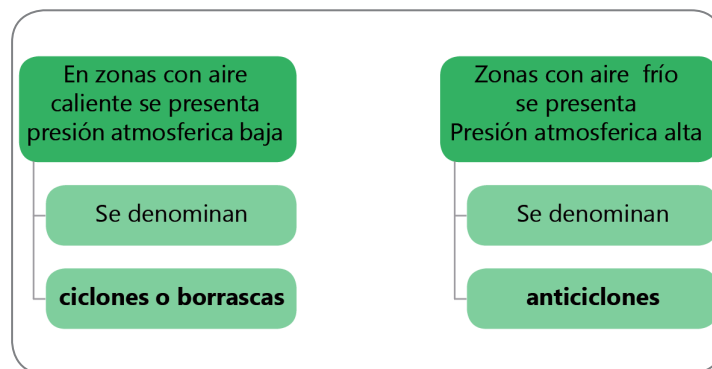 En zonas con aire
caliente se presenta
presión atmosferica baja
Se denominan
ciclones o borrascas
Zonas con aire frío
se presenta
Presión atmosferica alta
Se denominan
anticiclones